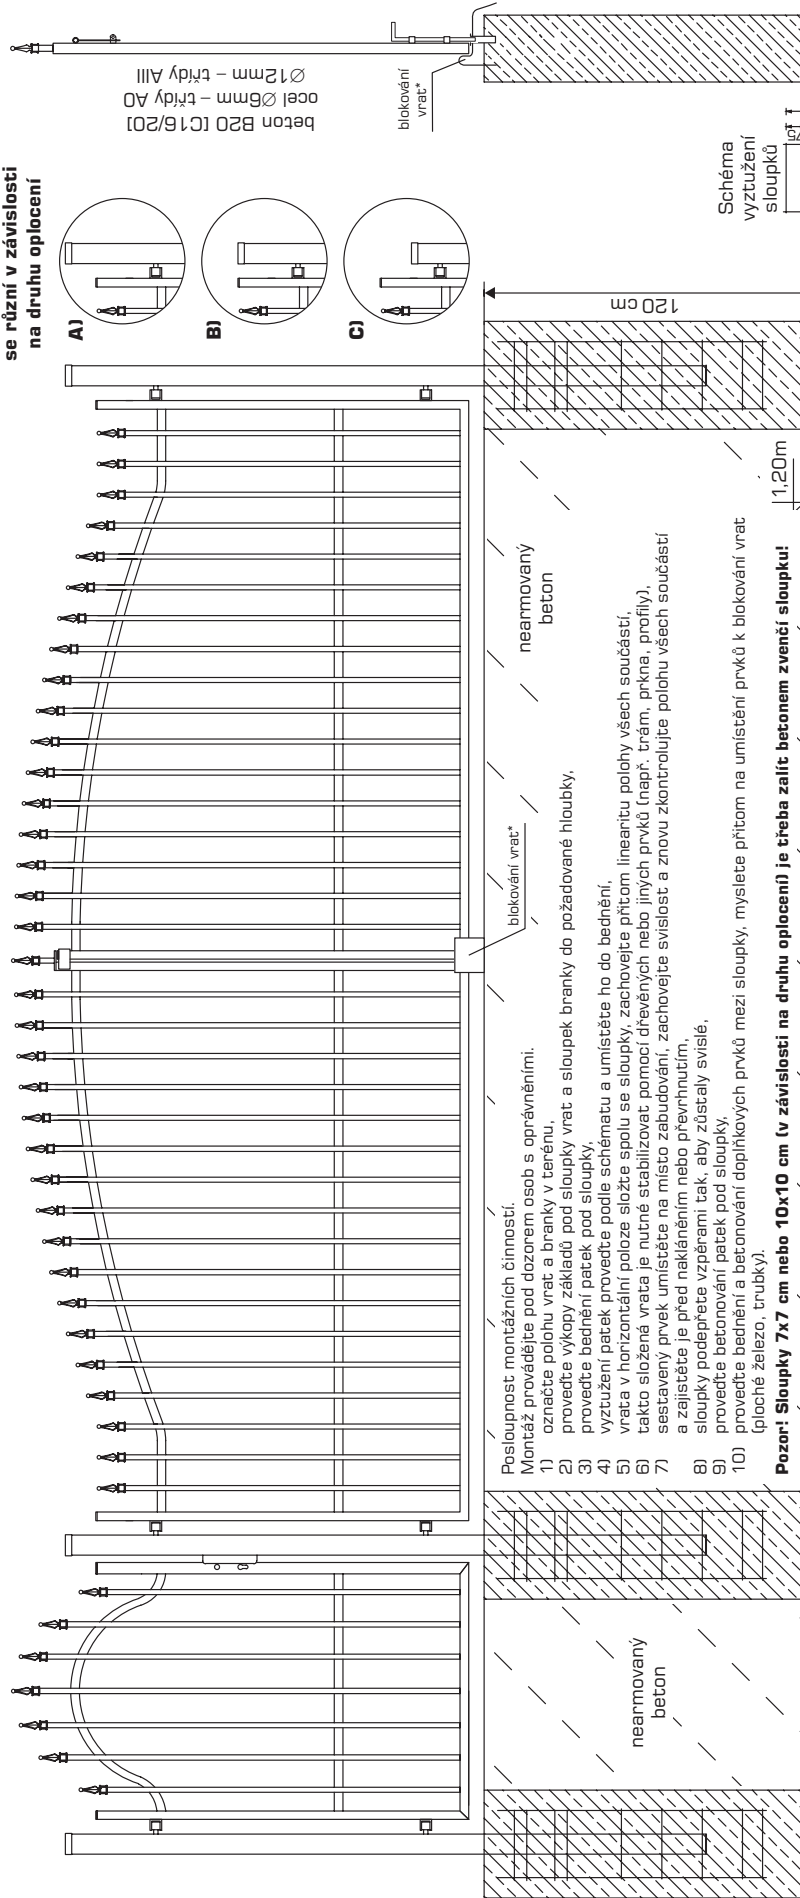 se různí v závislosti
na druhu oplocení
A)
B)
C)
beton B20 [C16/20]
ocel Ø6mm – třídy A0
Ø12mm – třídy AIII
blokování
vrat*
Schéma
vyztužení
sloupků
120 cm
nearmovaný
beton
1,20m
blokování vrat*
nearmovaný
beton
Posloupnost montážních činností.
Montáž provádějte pod dozorem osob s oprávněními.
1) označte polohu vrat a branky v terénu,
2) proveďte výkopy základů pod sloupky vrat a sloupek branky do požadované hloubky,
3) proveďte bednění patek pod sloupky,
4) vyztužení patek proveďte podle schématu a umístěte ho do bednění,
5) vrata v horizontální poloze složte spolu se sloupky, zachovejte přitom linearitu polohy všech součástí,
6) takto složená vrata je nutné stabilizovat pomocí dřevěných nebo jiných prvků (např. trám, prkna, profily),
7) sestavený prvek umístěte na místo zabudování, zachovejte svislost a znovu zkontrolujte polohu všech součástí
a zajistěte je před nakláněním nebo převrhnutím,
8) sloupky podepřete vzpěrami tak, aby zůstaly svislé,
9) proveďte betonování patek pod sloupky,
10) proveďte bednění a betonování doplňkových prvků mezi sloupky, myslete přitom na umístění prvků k blokování vrat
(ploché železo, trubky).
Pozor! Sloupky 7x7 cm nebo 10x10 cm (v závislosti na druhu oplocení) je třeba zalít betonem zvenčí sloupku!